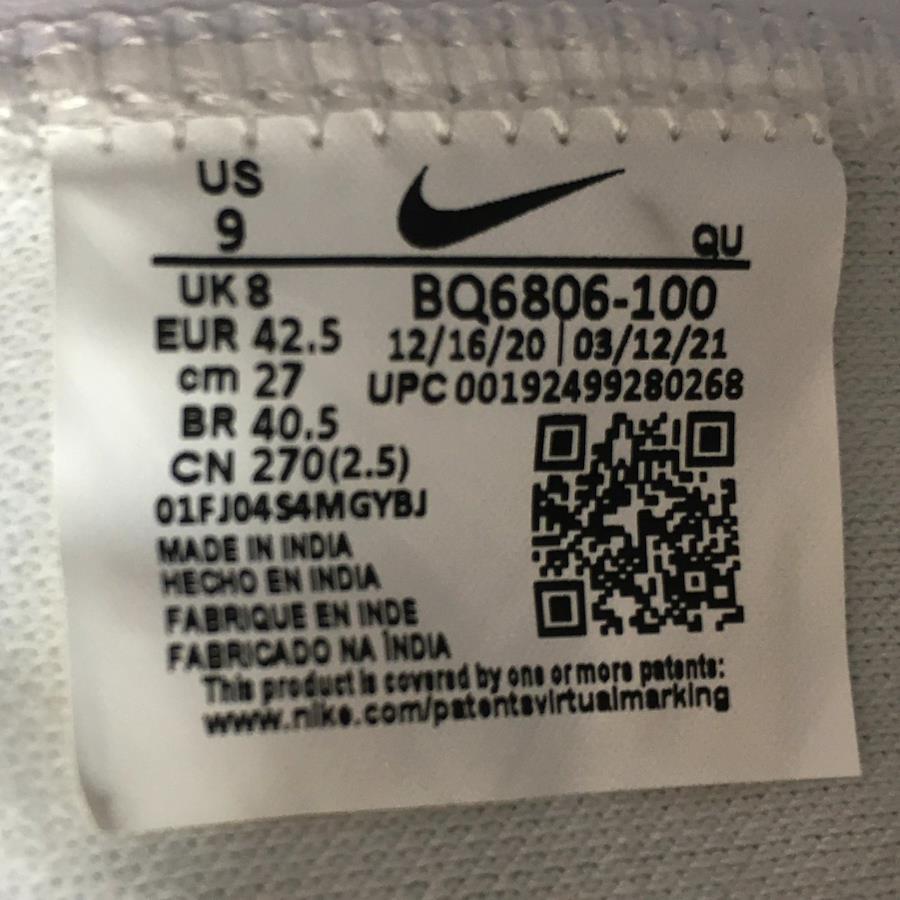 US
9
QU
UK 8
BQ6806-100
EUR 42.5
12/16/20 | 03/12/21
cm 27
UPC 00192499280268
BR 40.5
CN 270(2.5)
01FJ04S4MGYBJ
MADE IN INDIA
HECHO EN INDIA
FABRIQUE EN INDE
FABRICADO NA ÎNDIA
This product is covered by one or more patents:
www.nike.com/patentsvirtualmarking